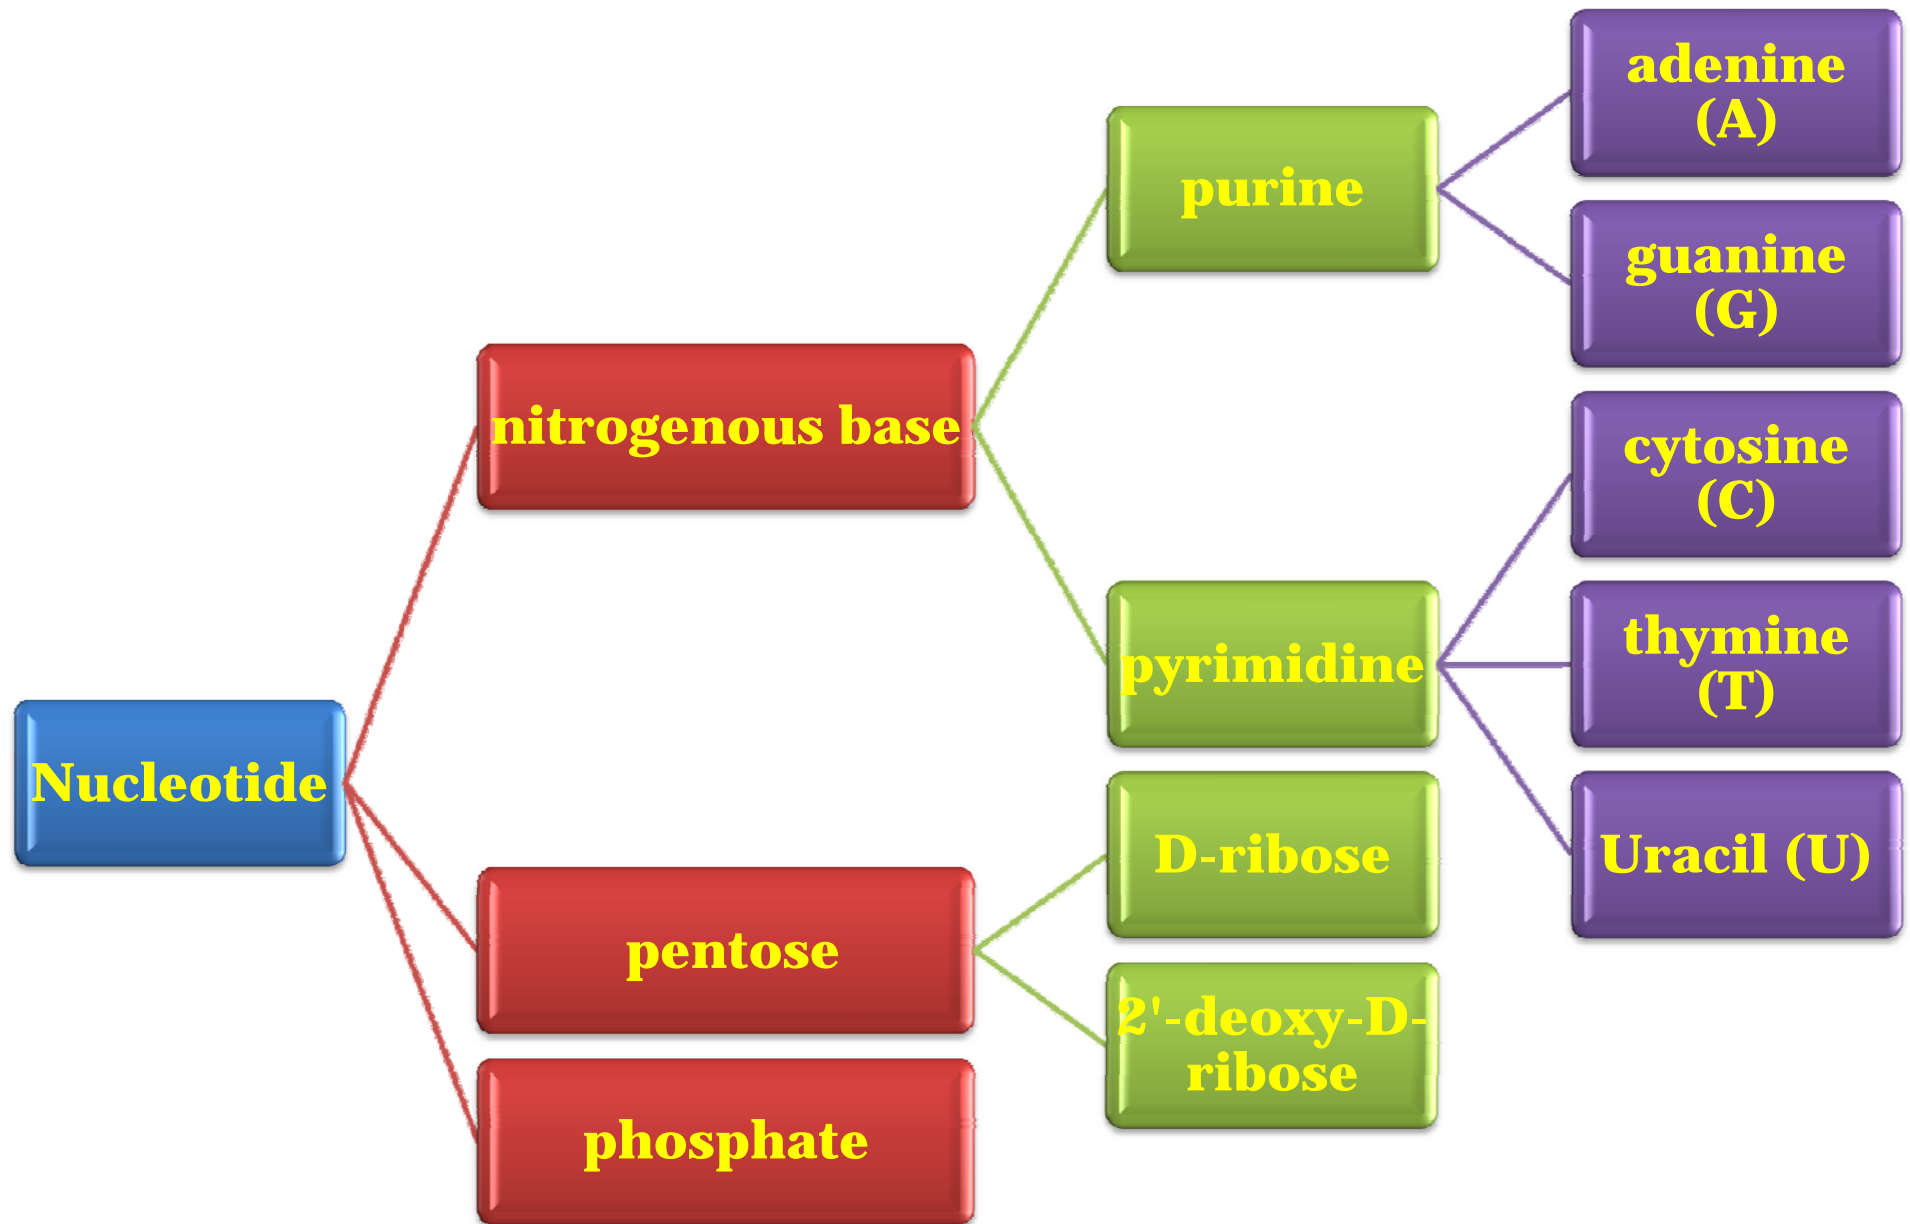 Nucleotide
nitrogenous base
purine
adenine
(A)
guanine
(G)
pyrimidine
cytosine
(C)
thymine
(T)
Uracil (U)
pentose
D-ribose
2'-deoxy-D-
ribose
phosphate